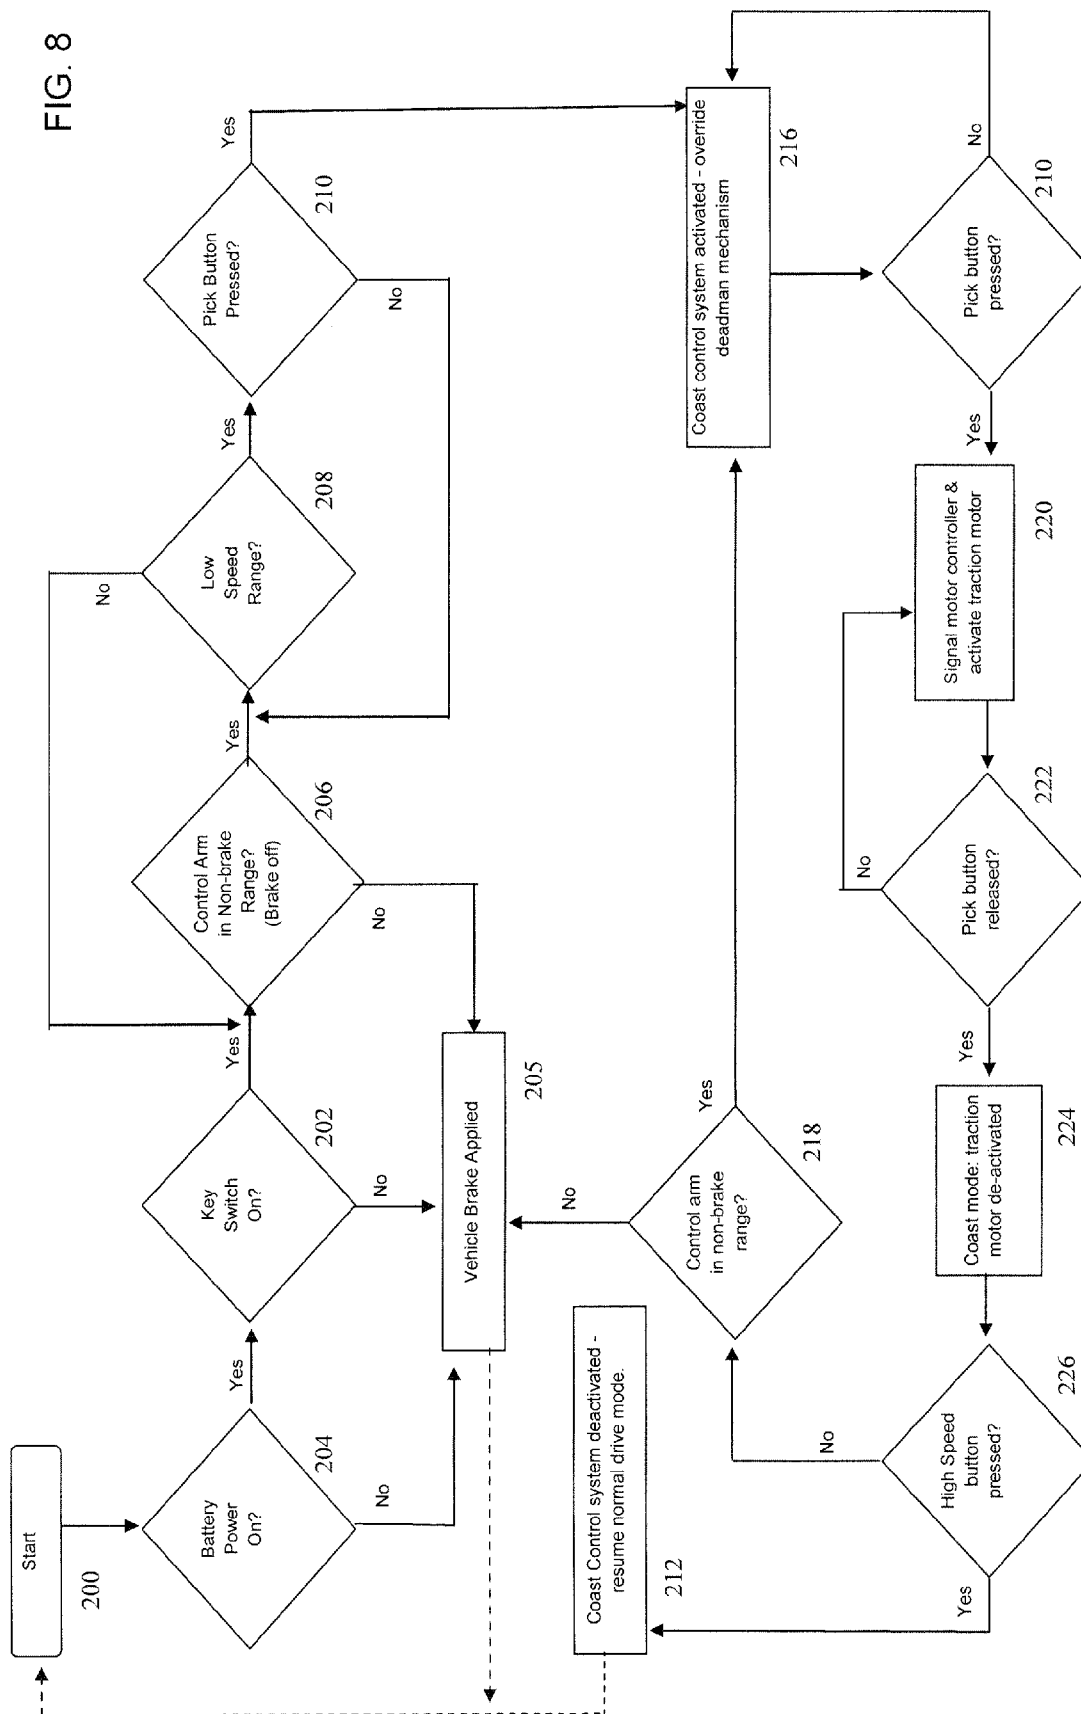 FIG. 8
Start
200
Battery
Power
On?
204
Yes
No
Key
Switch
On?
202
Yes
No
Control Arm
in Non-brake
Range?
(Brake off)
206
Yes
No
Low
Speed
Range?
208
Yes
No
Pick Button
Pressed?
210
Yes
No
Vehicle Brake Applied
205
Coast control system activated - override
deadman mechanism
216
Pick button
pressed?
210
No
Yes
Signal motor controller &
activate traction motor
220
Pick button
released?
222
No
Yes
Coast mode: traction
motor de-activated
224
High Speed
button
pressed?
226
No
Yes
Control arm
in non-brake
range?
218
Yes
No
Coast Control system deactivated -
resume normal drive mode.
212